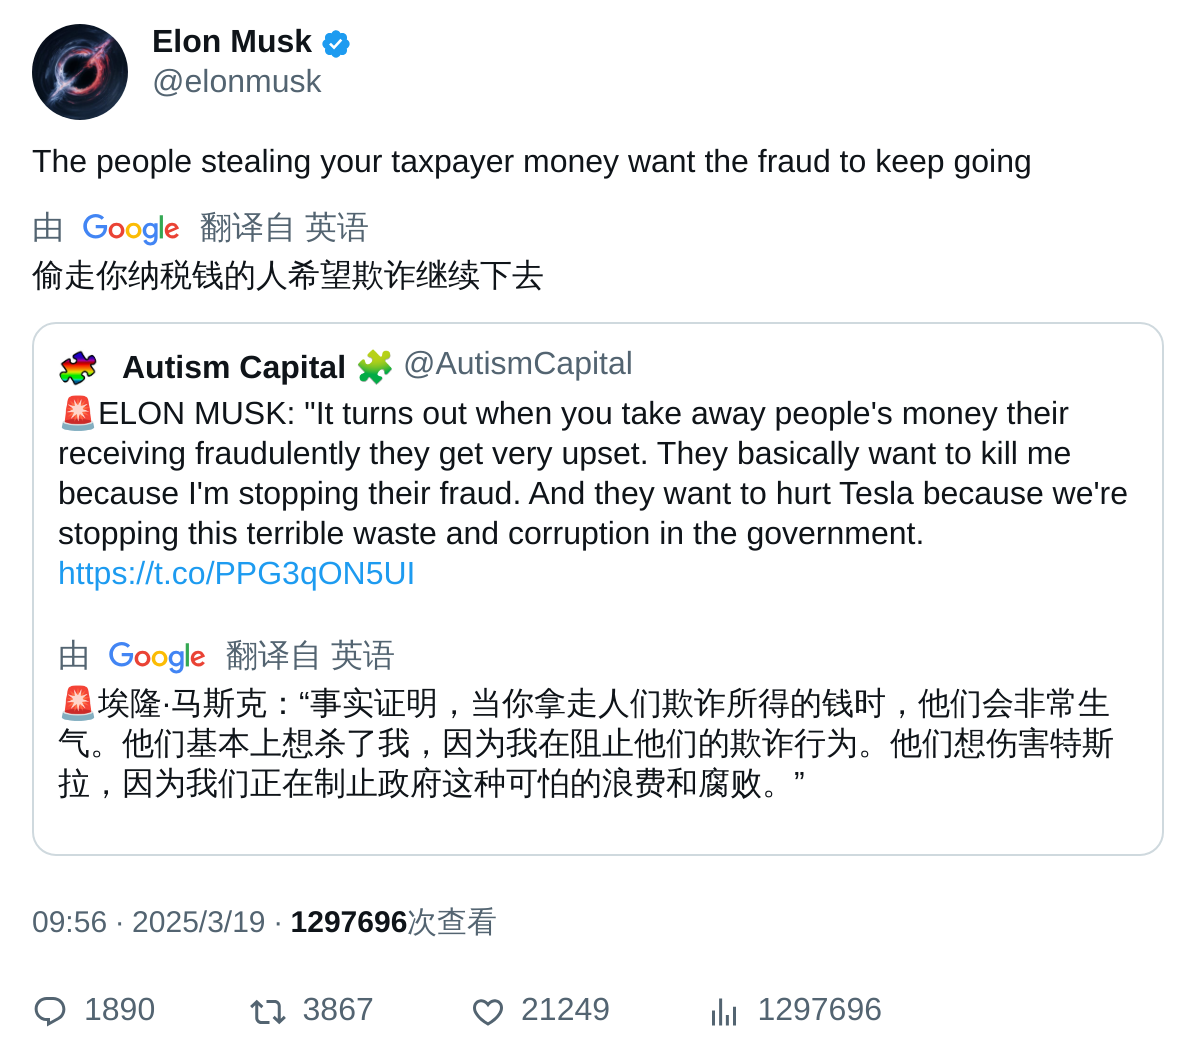 Elon Musk
@elonmusk
The people stealing your taxpayer money want the fraud to keep going
由 Google 翻译自 英语
偷走你纳税钱的人希望欺诈继续下去
Autism Capital 🧩 @AutismCapital
🚨ELON MUSK: "It turns out when you take away people's money their
receiving fraudulently they get very upset. They basically want to kill me
because I'm stopping their fraud. And they want to hurt Tesla because we're
stopping this terrible waste and corruption in the government.
https://t.co/PPG3qON5UI
由 Google 翻译自 英语
🚨埃隆·马斯克：“事实证明，当你拿走人们欺诈所得的钱时，他们会非常生
气。他们基本上想杀了我，因为我在阻止他们的欺诈行为。他们想伤害特斯
拉，因为我们正在制止政府这种可怕的浪费和腐败。”
09:56 · 2025/3/19 · 1297696次查看
1890 3867 21249 1297696